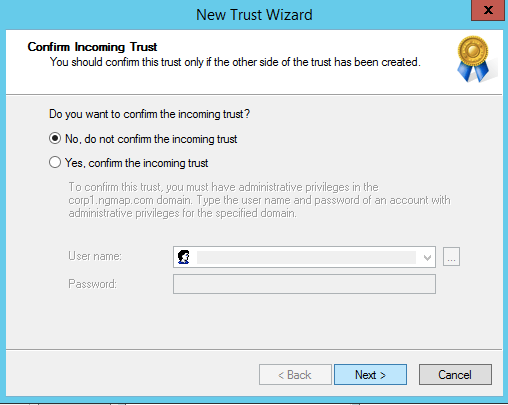 New Trust Wizard
x
Confirm Incoming Trust
You should confirm this trust only if the other side of the trust has been created.
Do you want to confirm the incoming trust?
No, do not confirm the incoming trust
Yes, confirm the incoming trust
To confirm this trust, you must have administrative privileges in the
corp1.ngmap.com domain. Type the user name and password of an account with
administrative privileges for the specified domain.
User name:
...
Password:
< Back
Next >
Cancel